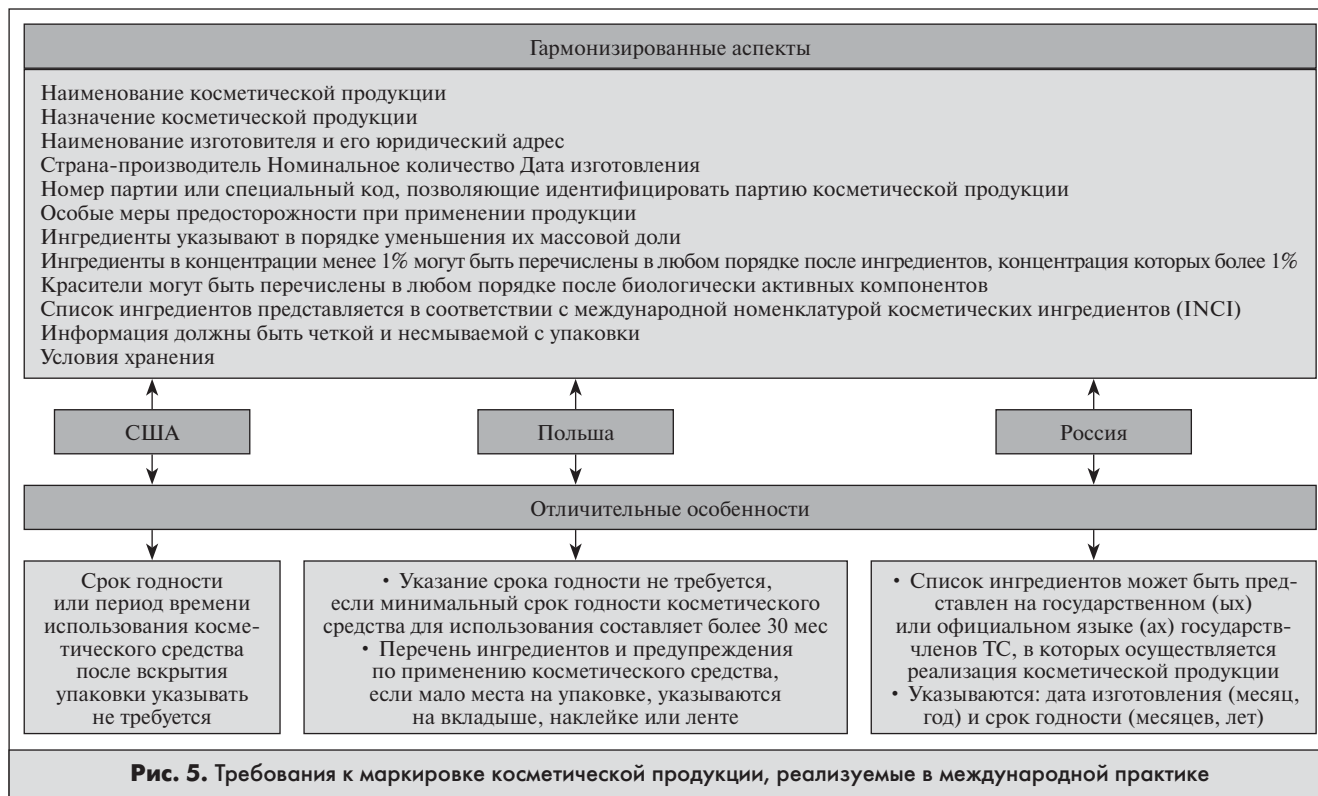 Гармонизированные аспекты
Наименование косметической продукции
Назначение косметической продукции
Наименование изготовителя и его юридический адрес
Страна-производитель Номинальное количество Дата изготовления
Номер партии или специальный код, позволяющие идентифицировать партию косметической продукции
Особые меры предосторожности при применении продукции
Ингредиенты указывают в порядке уменьшения их массовой доли
Ингредиенты в концентрации менее 1% могут быть перечислены в любом порядке после ингредиентов, концентрация которых более 1%
Красители могут быть перечислены в любом порядке после биологически активных компонентов
Список ингредиентов представляется в соответствии с международной номенклатурой косметических ингредиентов (INCI)
Информация должны быть четкой и несмываемой с упаковки
Условия хранения
США
Польша
Россия
Отличительные особенности
Срок годности
или период времени
использования косме-
тического средства
после вскрытия
упаковки указывать
не требуется
• Указание срока годности не требуется,
если минимальный срок годности косметического
средства для использования составляет более 30 мес
• Перечень ингредиентов и предупреждения
по применению косметического средства,
если мало места на упаковке, указываются
на вкладыше, наклейке или ленте
• Список ингредиентов может быть пред-
ставлен на государственном (ых)
или официальном языке (ах) государств-
членов ТС, в которых осуществляется
реализация косметической продукции
• Указываются: дата изготовления (месяц,
год) и срок годности (месяцев, лет)
Рис. 5. Требования к маркировке косметической продукции, реализуемые в международной практике